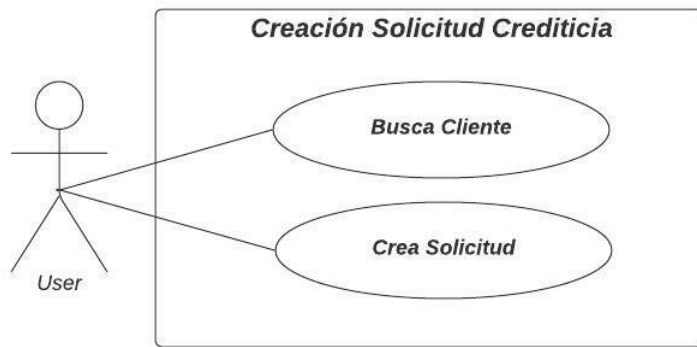 Creación Solicitud Crediticia
Busca Cliente
Crea Solicitud
User